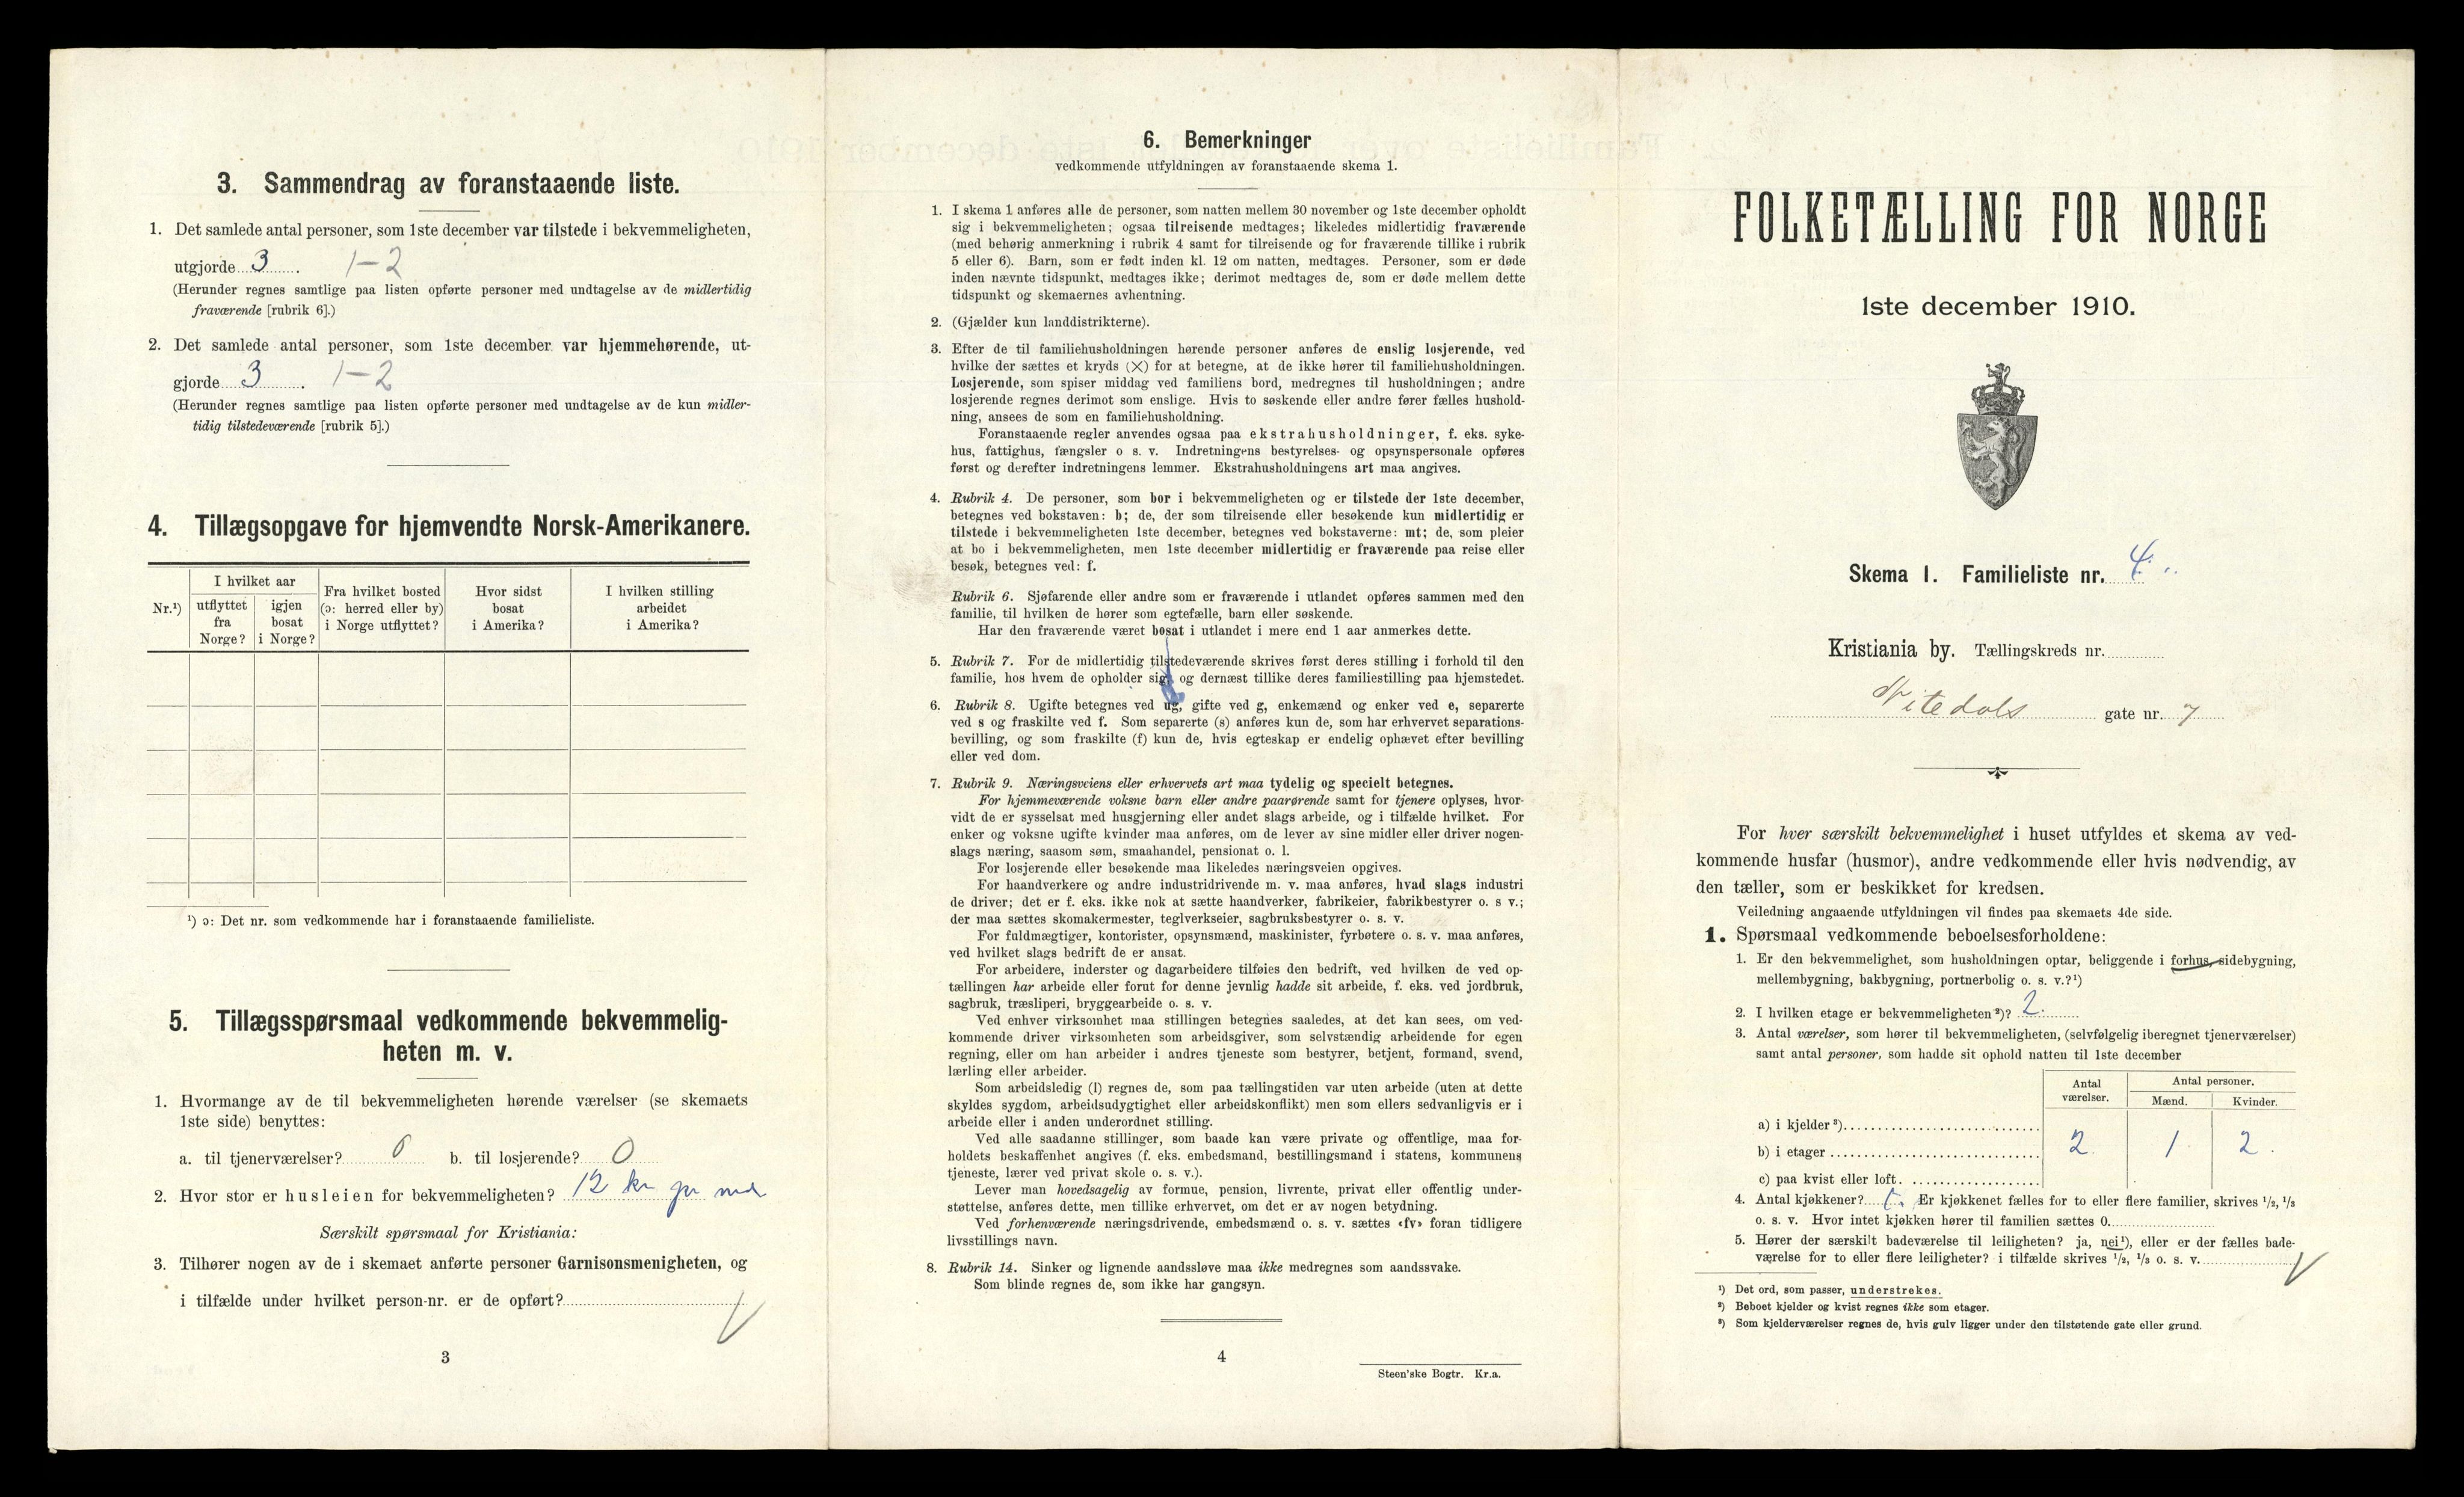 3. Sammendrag av foranstaaende liste.
1. Det samlede antal personer, som 1ste december var tilstede i bekvemmeligheten,
utgjorde 3. 1-2
(Herunder regnes samtlige paa listen opførte personer med undtagelse av de midlertidig
fraværende [rubrik 6].)
2. Det samlede antal personer, som 1ste december var hjemmehørende, ut-
gjorde 3. 1-2
(Herunder regnes samtlige paa listen opførte personer med undtagelse av de kun midler-
tidig tilstedeværende [rubrik 5].)
4. Tillægsopgave for hjemvendte Norsk-Amerikanere.
Nr.¹)
I hvilket aar
utflyttet fra Norge?
igjen bosat i Norge?
Fra hvilket bosted (ɔ: herred eller by) i Norge utflyttet?
Hvor sidst bosat i Amerika?
I hvilken stilling arbeidet i Amerika?
¹) ɔ: Det nr. som vedkommende har i foranstaaende familieliste.
5. Tillægsspørsmaal vedkommende bekvemmelig-
heten m. v.
1. Hvormange av de til bekvemmeligheten hørende værelser (se skemaets
1ste side) benyttes:
a. til tjenerværelser? 0 b. til losjerende? 0
2. Hvor stor er husleien for bekvemmeligheten? 12 kr pr md
Særskilt spørsmaal for Kristiania:
3. Tilhører nogen av de i skemaet anførte personer Garnisonsmenigheten, og
i tilfælde under hvilket person-nr. er de opført?
3
6. Bemerkninger
vedkommende utfyldningen av foranstaaende skema 1.
1. I skema 1 anføres alle de personer, som natten mellem 30 november og 1ste december opholdt
sig i bekvemmeligheten; ogsaa tilreisende medtages; likeledes midlertidig fraværende
(med behørig anmerkning i rubrik 4 samt for tilreisende og for fraværende tillike i rubrik
5 eller 6). Barn, som er født inden kl. 12 om natten, medtages. Personer, som er døde
inden nævnte tidspunkt, medtages ikke; derimot medtages de, som er døde mellem dette
tidspunkt og skemaernes avhentning.
2. (Gjælder kun landdistrikterne).
3. Efter de til familiehusholdningen hørende personer anføres de enslig losjerende, ved
hvilke der sættes et kryds (×) for at betegne, at de ikke hører til familiehusholdningen.
Losjerende, som spiser middag ved familiens bord, medregnes til husholdningen; andre
losjerende regnes derimot som enslige. Hvis to søskende eller andre fører fælles hushold-
ning, ansees de som en familiehusholdning.
Foranstaaende regler anvendes ogsaa paa ekstrahusholdninger, f. eks. syke-
hus, fattighus, fængsler o s. v. Indretningens bestyrelses- og opsynspersonale opføres
først og derefter indretningens lemmer. Ekstrahusholdningens art maa angives.
4. Rubrik 4. De personer, som bor i bekvemmeligheten og er tilstede der 1ste december,
betegnes ved bokstaven: b; de, der som tilreisende eller besøkende kun midlertidig er
tilstede i bekvemmeligheten 1ste december, betegnes ved bokstaverne: mt; de, som pleier
at bo i bekvemmeligheten, men 1ste december midlertidig er fraværende paa reise eller
besøk, betegnes ved: f.
Rubrik 6. Sjøfarende eller andre som er fraværende i utlandet opføres sammen med den
familie, til hvilken de hører som egtefælle, barn eller søskende.
Har den fraværende været bosat i utlandet i mere end 1 aar anmerkes dette.
5. Rubrik 7. For de midlertidig tilstedeværende skrives først deres stilling i forhold til den
familie, hos hvem de opholder sig, og dernæst tillike deres familiestilling paa hjemstedet.
6. Rubrik 8. Ugifte betegnes ved ug, gifte ved g, enkemænd og enker ved e, separerte
ved s og fraskilte ved f. Som separerte (s) anføres kun de, som har erhvervet separations-
bevilling, og som fraskilte (f) kun de, hvis egteskap er endelig ophævet efter bevilling
eller ved dom.
7. Rubrik 9. Næringsveiens eller erhvervets art maa tydelig og specielt betegnes.
For hjemmeværende voksne barn eller andre paarørende samt for tjenere oplyses, hvor-
vidt de er sysselsat med husgjerning eller andet slags arbeide, og i tilfælde hvilket. For
enker og voksne ugifte kvinder maa anføres, om de lever av sine midler eller driver nogen-
slags næring, saasom søm, smaahandel, pensionat o. l.
For losjerende eller besøkende maa likeledes næringsveien opgives.
For haandverkere og andre industridrivende m. v. maa anføres, hvad slags industri
de driver; det er f. eks. ikke nok at sætte haandverker, fabrikeier, fabrikbestyrer o. s v.;
der maa sættes skomakermester, teglverkseier, sagbruksbestyrer o. s. v.
For fuldmægtiger, kontorister, opsynsmænd, maskinister, fyrbøtere o. s. v. maa anføres,
ved hvilket slags bedrift de er ansat.
For arbeidere, inderster og dagarbeidere tilføies den bedrift, ved hvilken de ved op-
tællingen har arbeide eller forut for denne jevnlig hadde sit arbeide, f. eks. ved jordbruk,
sagbruk, træsliperi, bryggearbeide o. s. v.
Ved enhver virksomhet maa stillingen betegnes saaledes, at det kan sees, om ved-
kommende driver virksomheten som arbeidsgiver, som selvstændig arbeidende for egen
regning, eller om han arbeider i andres tjeneste som bestyrer, betjent, formand, svend,
lærling eller arbeider.
Som arbeidsledig (l) regnes de, som paa tællingstiden var uten arbeide (uten at dette
skyldes sygdom, arbeidsudygtighet eller arbeidskonflikt) men som ellers sedvanligvis er i
arbeide eller i anden underordnet stilling.
Ved alle saadanne stillinger, som baade kan være private og offentlige, maa for-
holdets beskaffenhet angives (f. eks. embedsmand, bestillingsmand i statens, kommunens
tjeneste, lærer ved privat skole o. s. v.).
Lever man hovedsagelig av formue, pension, livrente, privat eller offentlig under-
støttelse, anføres dette, men tillike erhvervet, om det er av nogen betydning.
Ved forhenværende næringsdrivende, embedsmænd o. s. v. sættes «fv» foran tidligere
livsstillings navn.
8. Rubrik 14. Sinker og lignende aandssløve maa ikke medregnes som aandssvake.
Som blinde regnes de, som ikke har gangsyn.
4
Steen'ske Bogtr. Kr.a.
FOLKETÆLLING FOR NORGE
1ste december 1910.
Skema 1. Familieliste nr. 4
Kristiania by. Tællingskreds nr.
Nitedals gate nr. 7
For hver særskilt bekvemmelighet i huset utfyldes et skema av ved-
kommende husfar (husmor), andre vedkommende eller hvis nødvendig, av
den tæller, som er beskikket for kredsen.
Veiledning angaaende utfyldningen vil findes paa skemaets 4de side.
1. Spørsmaal vedkommende beboelsesforholdene:
1. Er den bekvemmelighet, som husholdningen optar, beliggende i forhus, sidebygning,
mellembygning, bakbygning, portnerbolig o. s. v.?¹)
2. I hvilken etage er bekvemmeligheten²)? 2.
3. Antal værelser, som hører til bekvemmeligheten, (selvfølgelig iberegnet tjenerværelser)
samt antal personer, som hadde sit ophold natten til 1ste december
Antal værelser.
Antal personer.
Mænd. Kvinder.
a) i kjelder³)
b) i etager 2 1 2
c) paa kvist eller loft.
4. Antal kjøkkener? Er kjøkkenet fælles for to eller flere familier, skrives ½, ⅓
o. s. v. Hvor intet kjøkken hører til familien sættes 0.
5. Hører der særskilt badeværelse til leiligheten? ja, nei¹), eller er der fælles bade-
værelse for to eller flere leiligheter? i tilfælde skrives ½, ⅓ o. s. v.
¹) Det ord, som passer, understrekes.
²) Beboet kjelder og kvist regnes ikke som etager.
³) Som kjelderværelser regnes de, hvis gulv ligger under den tilstøtende gate eller grund.